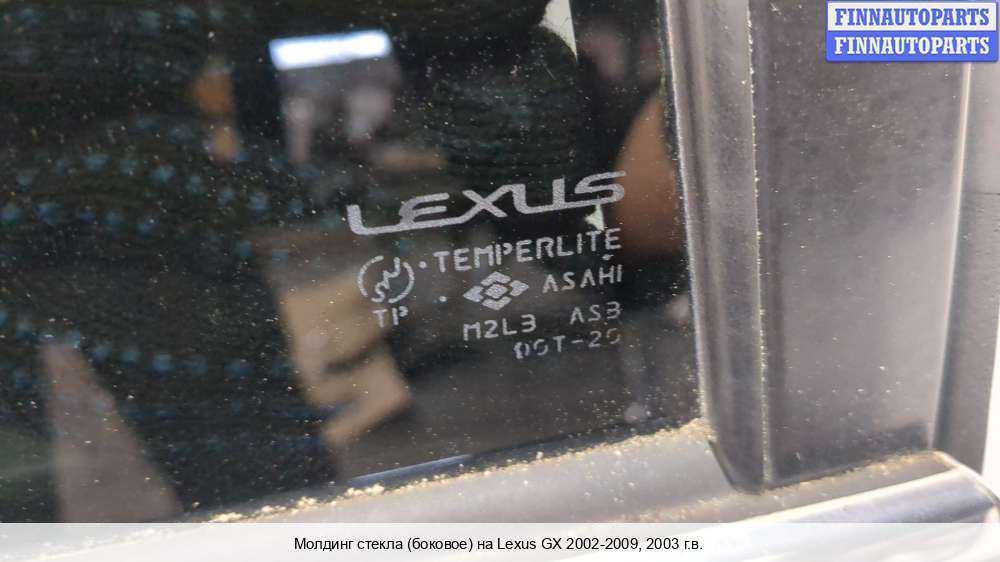 FINNAUTOPARTS
FINNAUTOPARTS
LEXUS
TEMPERLITE
ASAHI
TP
M2L3 AS3
DOT-20
Молдинг стекла (боковое) на Lexus GX 2002-2009, 2003 г.в.